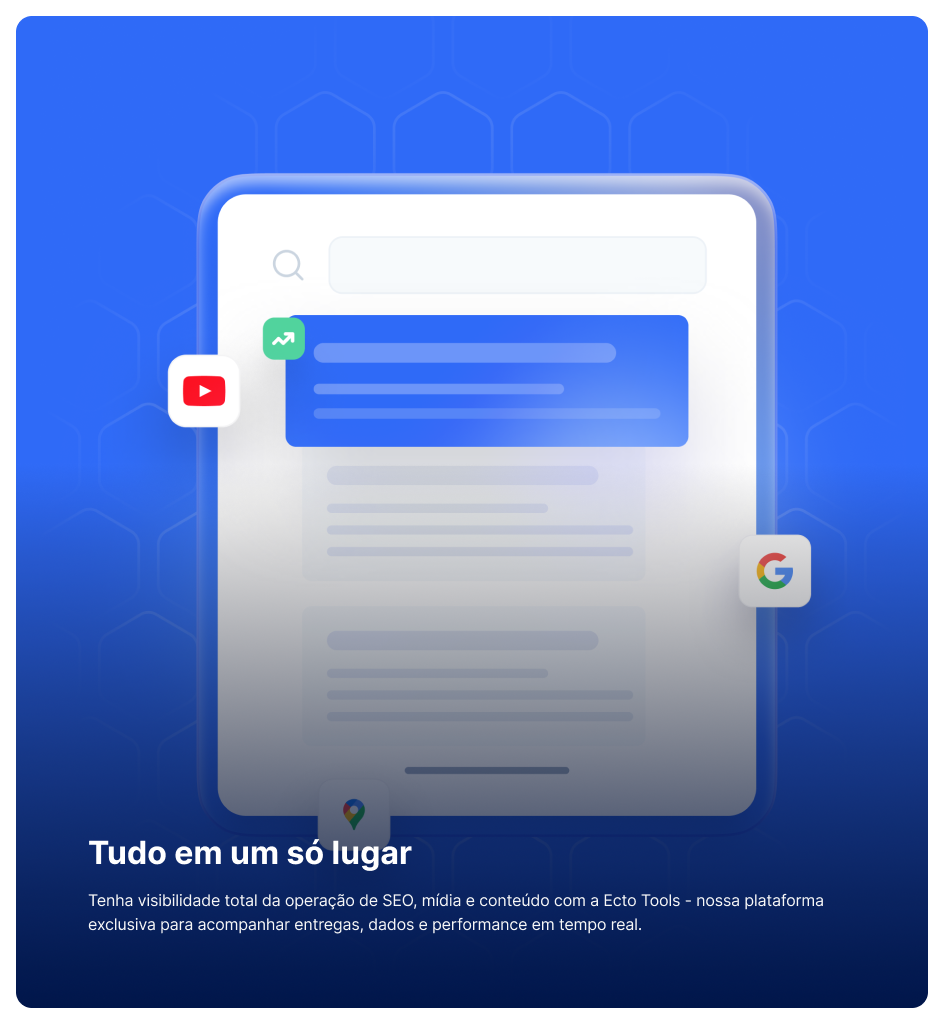 Tudo em um só lugar
Tenha visibilidade total da operação de SEO, mídia e conteúdo com a Ecto Tools - nossa plataforma
exclusiva para acompanhar entregas, dados e performance em tempo real.